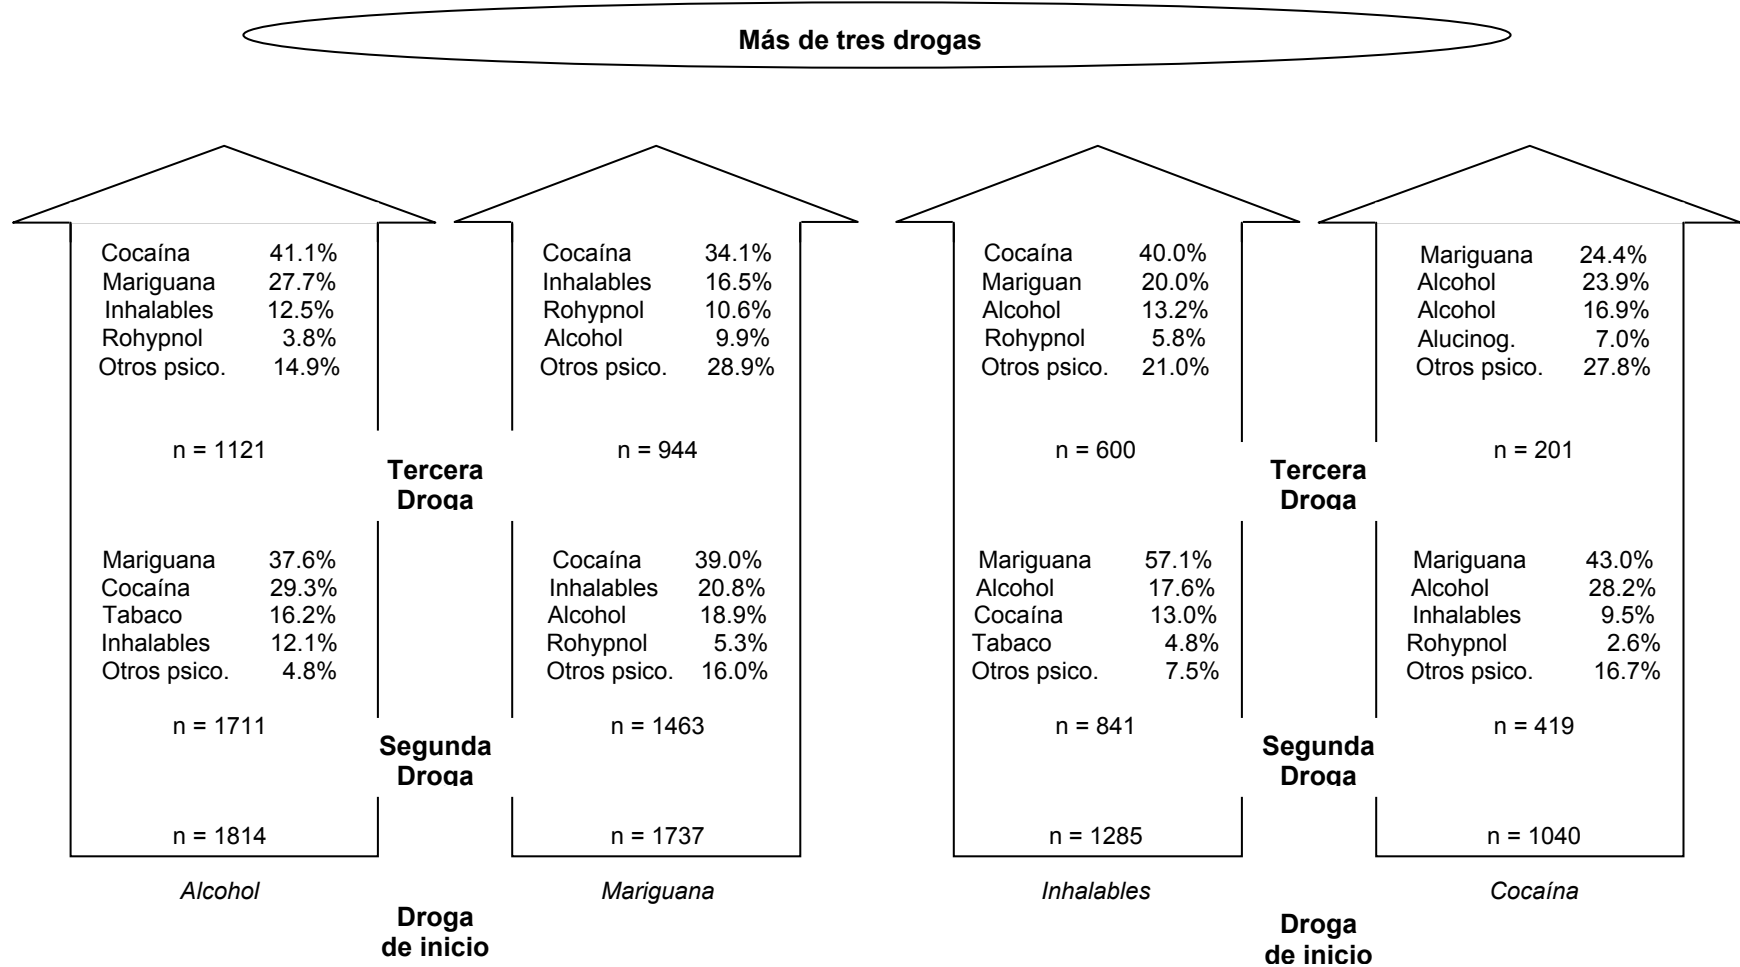 Más de tres drogas
Cocaína 41.1%
Mariguana 27.7%
Inhalables 12.5%
Rohypnol 3.8%
Otros psico. 14.9%
n = 1121
Cocaína 34.1%
Inhalables 16.5%
Rohypnol 10.6%
Alcohol 9.9%
Otros psico. 28.9%
n = 944
Cocaína 40.0%
Mariguan 20.0%
Alcohol 13.2%
Rohypnol 5.8%
Otros psico. 21.0%
n = 600
Mariguana 24.4%
Alcohol 23.9%
Alcohol 16.9%
Alucinog. 7.0%
Otros psico. 27.8%
n = 201
Tercera
Droga
Tercera
Droga
Mariguana 37.6%
Cocaína 29.3%
Tabaco 16.2%
Inhalables 12.1%
Otros psico. 4.8%
n = 1711
Cocaína 39.0%
Inhalables 20.8%
Alcohol 18.9%
Rohypnol 5.3%
Otros psico. 16.0%
n = 1463
Mariguana 57.1%
Alcohol 17.6%
Cocaína 13.0%
Tabaco 4.8%
Otros psico. 7.5%
n = 841
Mariguana 43.0%
Alcohol 28.2%
Inhalables 9.5%
Rohypnol 2.6%
Otros psico. 16.7%
n = 419
Segunda
Droga
Segunda
Droga
n = 1814
n = 1737
n = 1285
n = 1040
Alcohol
Mariguana
Inhalables
Cocaína
Droga
de inicio
Droga
de inicio